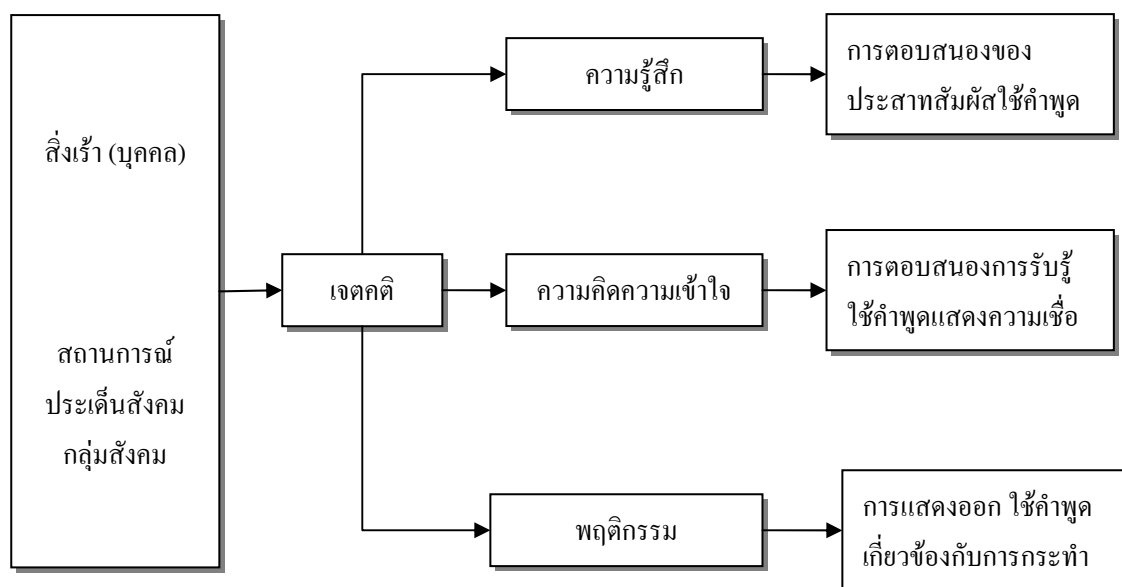 สิ่งเร้า (บุคคล)
สถานการณ์
ประเด็นสังคม
กลุ่มสังคม
เจตคติ
ความรู้สึก
การตอบสนองของ
ประสาทสัมผัสใช้คำพูด
ความคิดความเข้าใจ
การตอบสนองการรับรู้
ใช้คำพูดแสดงความเชื่อ
พฤติกรรม
การแสดงออก ใช้คำพูด
เกี่ยวข้องกับการกระทำ